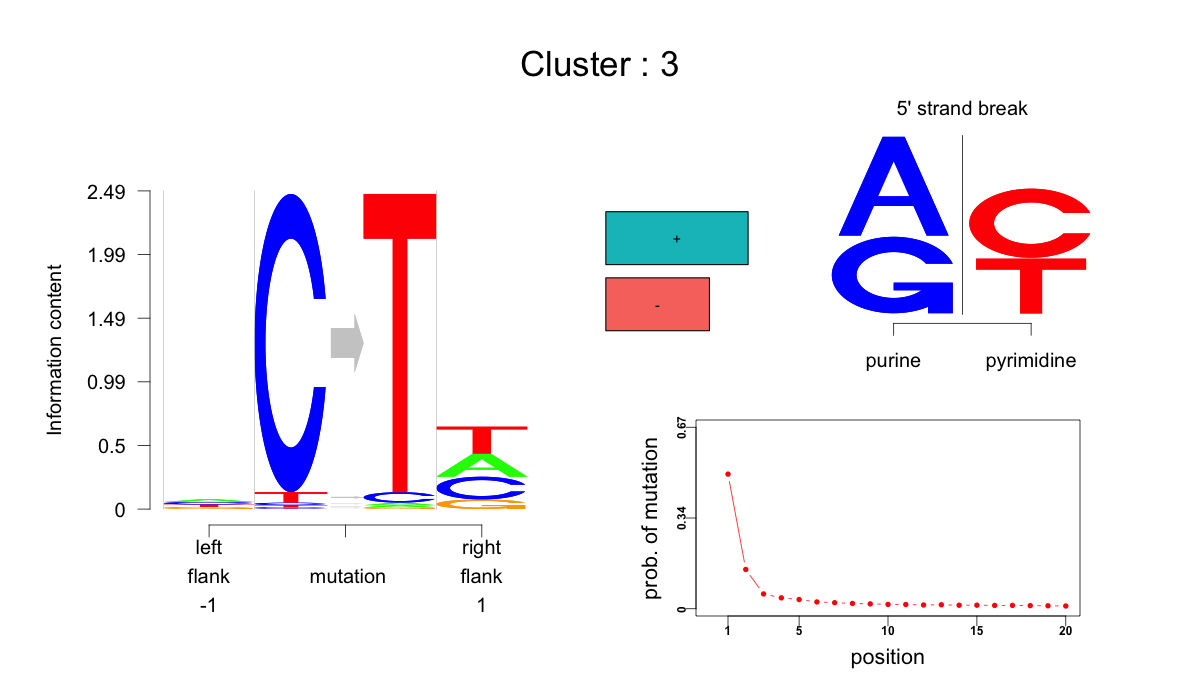 Cluster : 3
5' strand break
Information content
2.49
1.99
1.49
0.99
0.5
0
C
T
T
C
T
A
C
G
left
flank
-1
mutation
right
flank
1
+
-
A
G
C
T
purine
pyrimidine
prob. of mutation
0.67
0.34
0
1
5
10
15
20
position